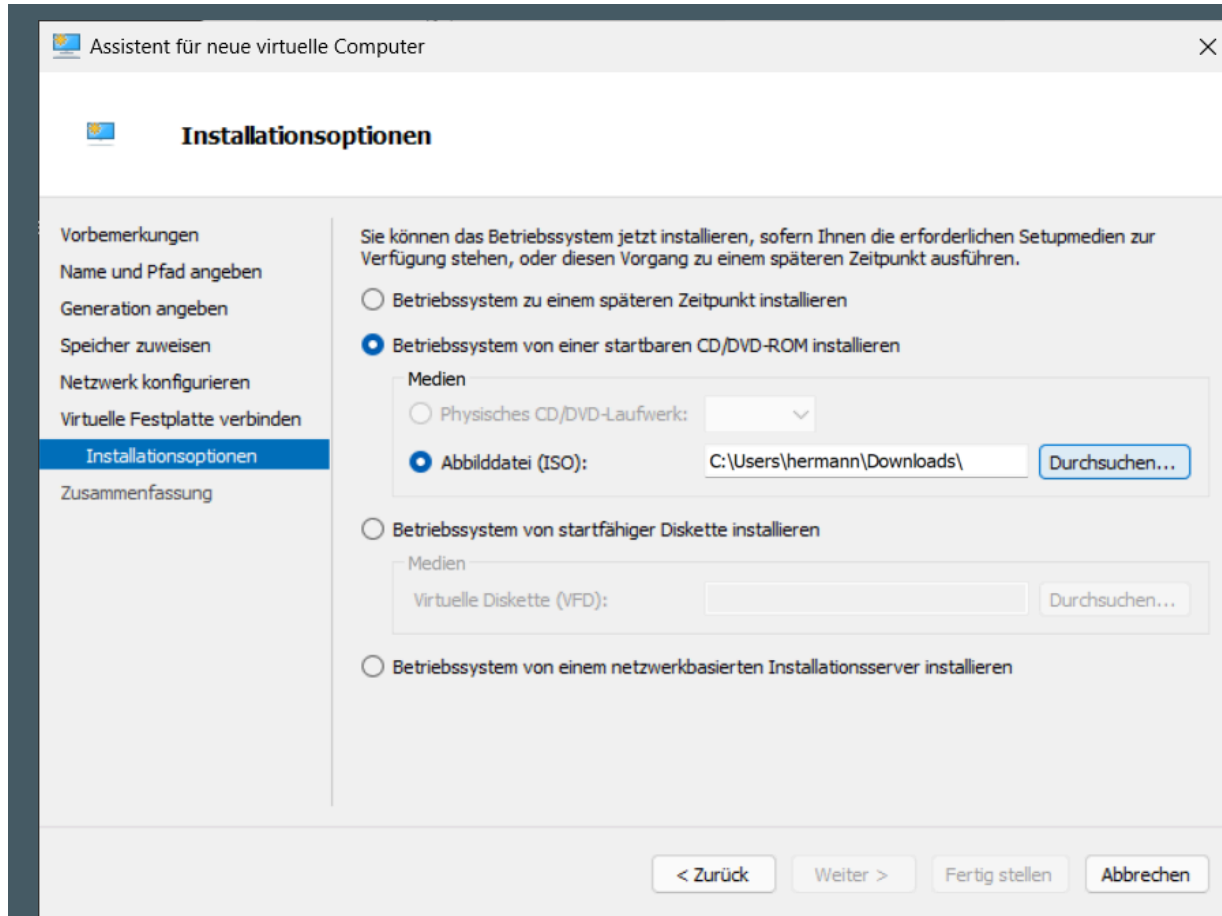 Assistent für neue virtuelle Computer
Installationsoptionen
Vorbemerkungen
Name und Pfad angeben
Generation angeben
Speicher zuweisen
Netzwerk konfigurieren
Virtuelle Festplatte verbinden
Installationsoptionen
Zusammenfassung
Sie können das Betriebssystem jetzt installieren, sofern Ihnen die erforderlichen Setupmedien zur
Verfügung stehen, oder diesen Vorgang zu einem späteren Zeitpunkt ausführen.
Betriebssystem zu einem späteren Zeitpunkt installieren
Betriebssystem von einer startbaren CD/DVD-ROM installieren
Medien
Physisches CD/DVD-Laufwerk:
Abbilddatei (ISO): C:\Users\hermann\Downloads\ Durchsuchen...
Betriebssystem von startfähiger Diskette installieren
Medien
Virtuelle Diskette (VFD): Durchsuchen...
Betriebssystem von einem netzwerkbasierten Installationsserver installieren
< Zurück Weiter > Fertig stellen Abbrechen